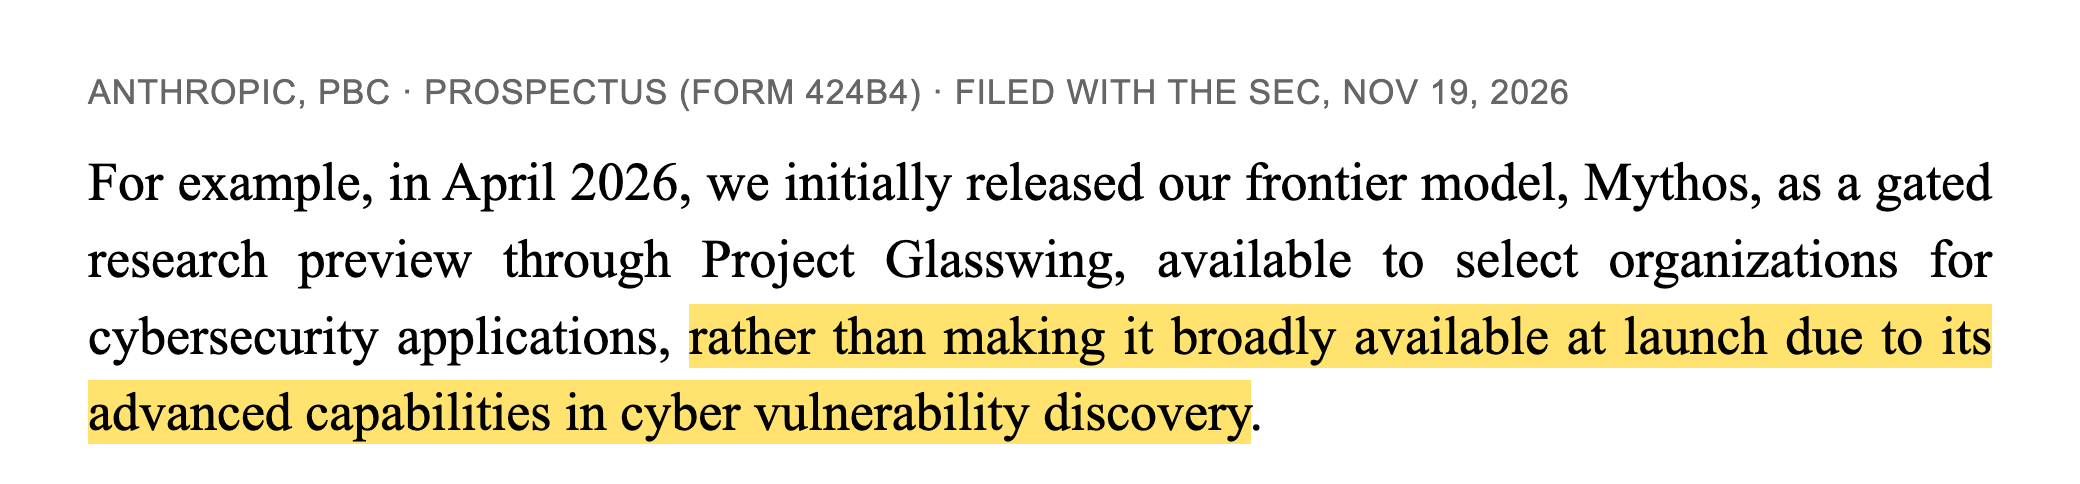 ANTHROPIC, PBC · PROSPECTUS (FORM 424B4) · FILED WITH THE SEC, NOV 19, 2026
For example, in April 2026, we initially released our frontier model, Mythos, as a gated
research preview through Project Glasswing, available to select organizations for
cybersecurity applications, rather than making it broadly available at launch due to its
advanced capabilities in cyber vulnerability discovery.